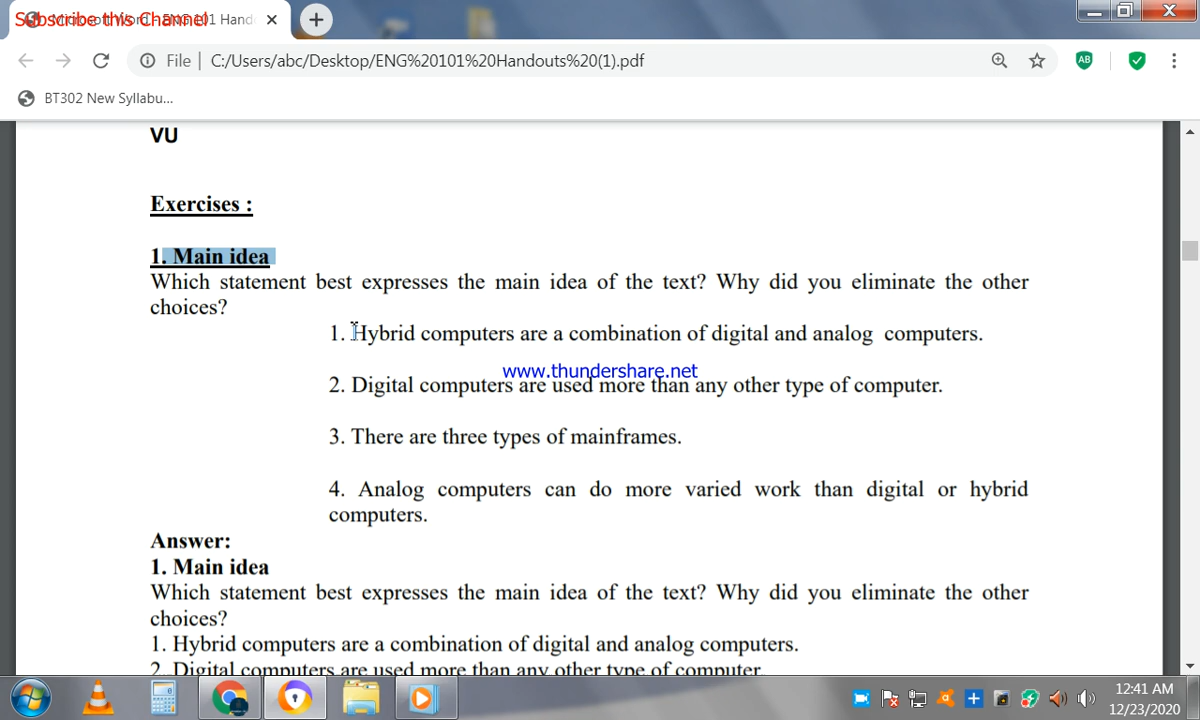 Subscribe this Channel
File | C:/Users/abc/Desktop/ENG%20101%20Handouts%20(1).pdf
AB
BT302 New Syllabu...
VU
Exercises :
1. Main idea
Which statement best expresses the main idea of the text? Why did you eliminate the other
choices?
1. Hybrid computers are a combination of digital and analog computers.
www.thundershare.net
2. Digital computers are used more than any other type of computer.
3. There are three types of mainframes.
4. Analog computers can do more varied work than digital or hybrid
computers.
Answer:
1. Main idea
Which statement best expresses the main idea of the text? Why did you eliminate the other
choices?
1. Hybrid computers are a combination of digital and analog computers.
2. Digital computers are used more than any other type of computer.
12:41 AM
12/23/2020